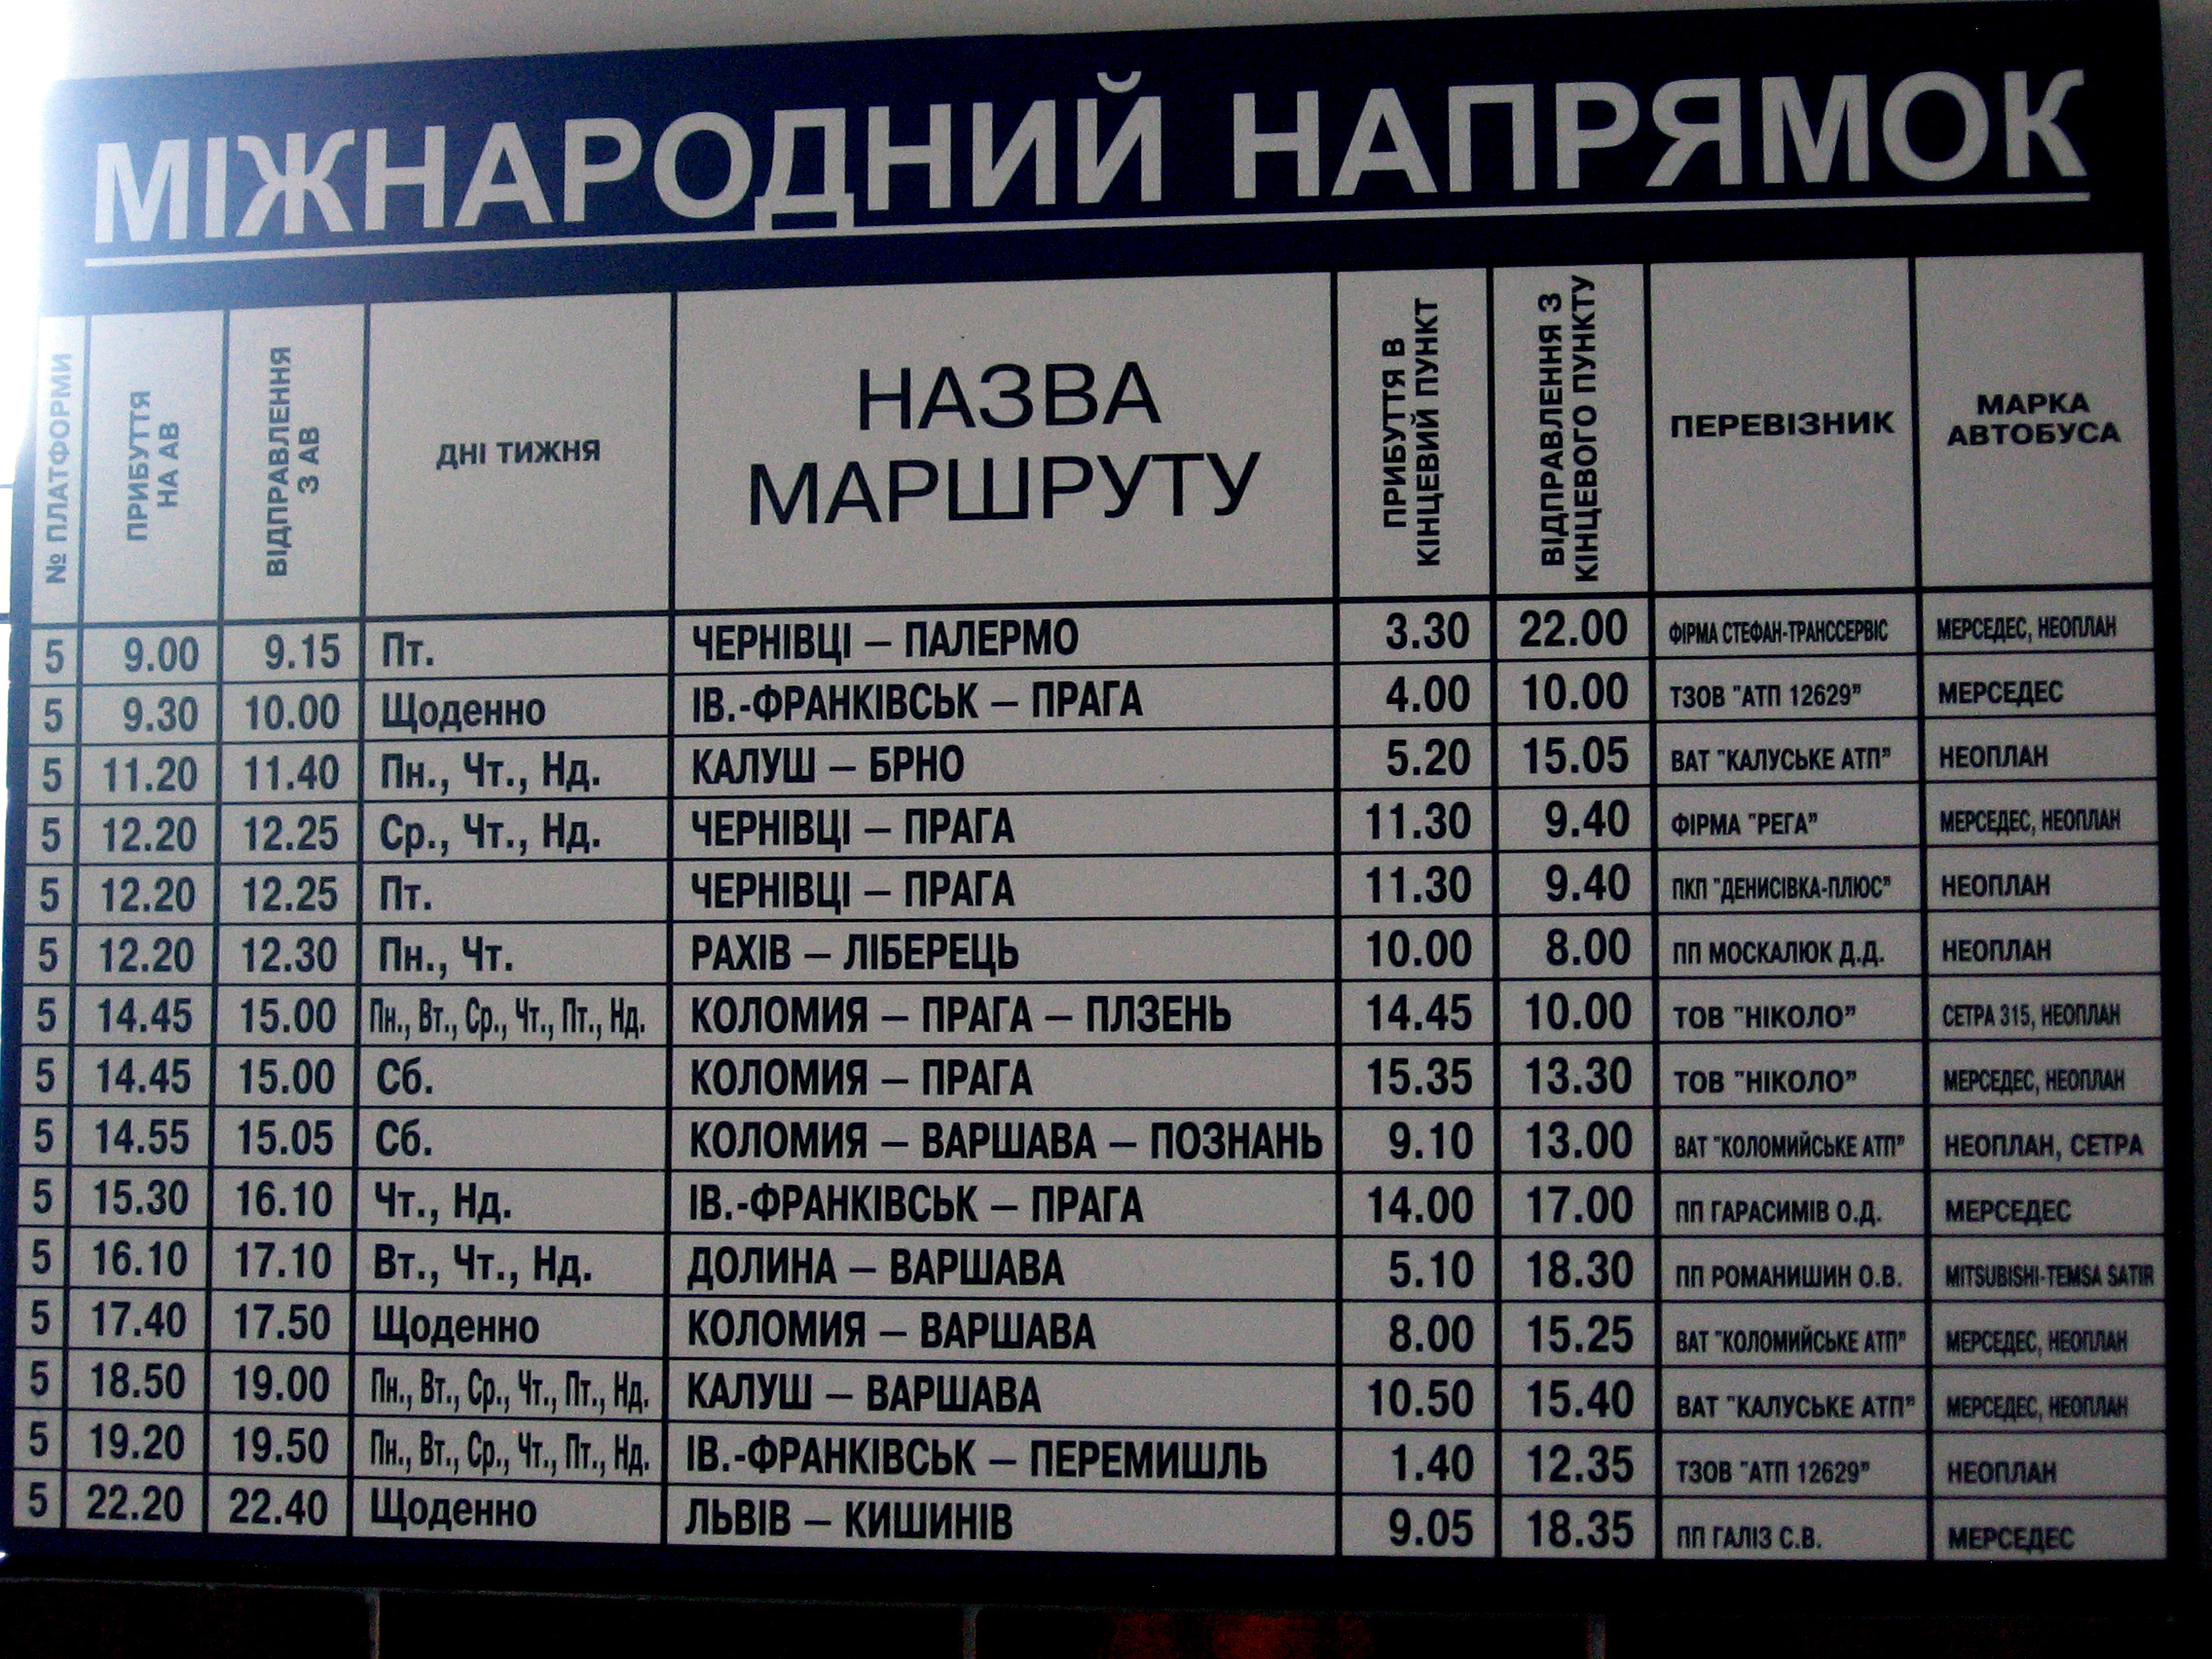 МІЖНАРОДНИЙ НАПРЯМОК
№ ПЛАТФОРМИ
ПРИБУТТЯ
НА АВ
ВІДПРАВЛЕННЯ
З АВ
ДНІ ТИЖНЯ
НАЗВА
МАРШРУТУ
ПРИБУТТЯ В
КІНЦЕВИЙ ПУНКТ
ВІДПРАВЛЕННЯ З
КІНЦЕВОГО ПУНКТУ
ПЕРЕВІЗНИК
МАРКА
АВТОБУСА
5 9.00 9.15 Пт. ЧЕРНІВЦІ – ПАЛЕРМО 3.30 22.00 ФІРМА СТЕФАН-ТРАНССЕРВІС МЕРСЕДЕС, НЕОПЛАН
5 9.30 10.00 Щоденно ІВ.-ФРАНКІВСЬК – ПРАГА 4.00 10.00 ТЗОВ "АТП 12629" МЕРСЕДЕС
5 11.20 11.40 Пн., Чт., Нд. КАЛУШ – БРНО 5.20 15.05 ВАТ "КАЛУСЬКЕ АТП" НЕОПЛАН
5 12.20 12.25 Ср., Чт., Нд. ЧЕРНІВЦІ – ПРАГА 11.30 9.40 ФІРМА "РЕГА" МЕРСЕДЕС, НЕОПЛАН
5 12.20 12.25 Пт. ЧЕРНІВЦІ – ПРАГА 11.30 9.40 ПКП "ДЕНИСІВКА-ПЛЮС" НЕОПЛАН
5 12.20 12.30 Пн., Чт. РАХІВ – ЛІБЕРЕЦЬ 10.00 8.00 ПП МОСКАЛЮК Д.Д. НЕОПЛАН
5 14.45 15.00 Пн., Вт., Ср., Чт., Пт., Нд. КОЛОМИЯ – ПРАГА – ПЛЗЕНЬ 14.45 10.00 ТОВ "НІКОЛО" СЕТРА 315, НЕОПЛАН
5 14.45 15.00 Сб. КОЛОМИЯ – ПРАГА 15.35 13.30 ТОВ "НІКОЛО" МЕРСЕДЕС, НЕОПЛАН
5 14.55 15.05 Сб. КОЛОМИЯ – ВАРШАВА – ПОЗНАНЬ 9.10 13.00 ВАТ "КОЛОМИЙСЬКЕ АТП" НЕОПЛАН, СЕТРА
5 15.30 16.10 Чт., Нд. ІВ.-ФРАНКІВСЬК – ПРАГА 14.00 17.00 ПП ГАРАСИМІВ О.Д. МЕРСЕДЕС
5 16.10 17.10 Вт., Чт., Нд. ДОЛИНА – ВАРШАВА 5.10 18.30 ПП РОМАНИШИН О.В. MITSUBISHI-TEMSA SATIR
5 17.40 17.50 Щоденно КОЛОМИЯ – ВАРШАВА 8.00 15.25 ВАТ "КОЛОМИЙСЬКЕ АТП" МЕРСЕДЕС, НЕОПЛАН
5 18.50 19.00 Пн., Вт., Ср., Чт., Пт., Нд. КАЛУШ – ВАРШАВА 10.50 15.40 ВАТ "КАЛУСЬКЕ АТП" МЕРСЕДЕС, НЕОПЛАН
5 19.20 19.50 Пн., Вт., Ср., Чт., Пт., Нд. ІВ.-ФРАНКІВСЬК – ПЕРЕМИШЛЬ 1.40 12.35 ТЗОВ "АТП 12629" НЕОПЛАН
5 22.20 22.40 Щоденно ЛЬВІВ – КИШИНІВ 9.05 18.35 ПП ГАЛІЗ С.В. МЕРСЕДЕС